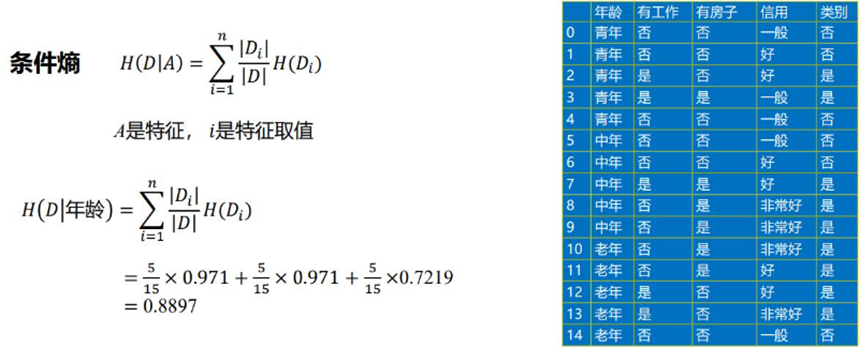 条件熵 H(D|A) = \sum_{i=1}^{n} \frac{|D_i|}{|D|} H(D_i)
A是特征， i是特征取值
H(D|年龄) = \sum_{i=1}^{n} \frac{|D_i|}{|D|} H(D_i)
= \frac{5}{15} × 0.971 + \frac{5}{15} × 0.971 + \frac{5}{15} ×0.7219
= 0.8897
年龄 有工作 有房子 信用 类别
0 青年 否 否 一般 否
1 青年 否 否 好 否
2 青年 是 否 好 是
3 青年 是 是 一般 是
4 青年 否 否 一般 否
5 中年 否 否 一般 否
6 中年 否 否 好 否
7 中年 是 是 好 是
8 中年 否 是 非常好 是
9 中年 否 是 非常好 是
10 老年 否 是 非常好 是
11 老年 否 是 好 是
12 老年 是 否 好 是
13 老年 是 否 非常好 是
14 老年 否 否 一般 否